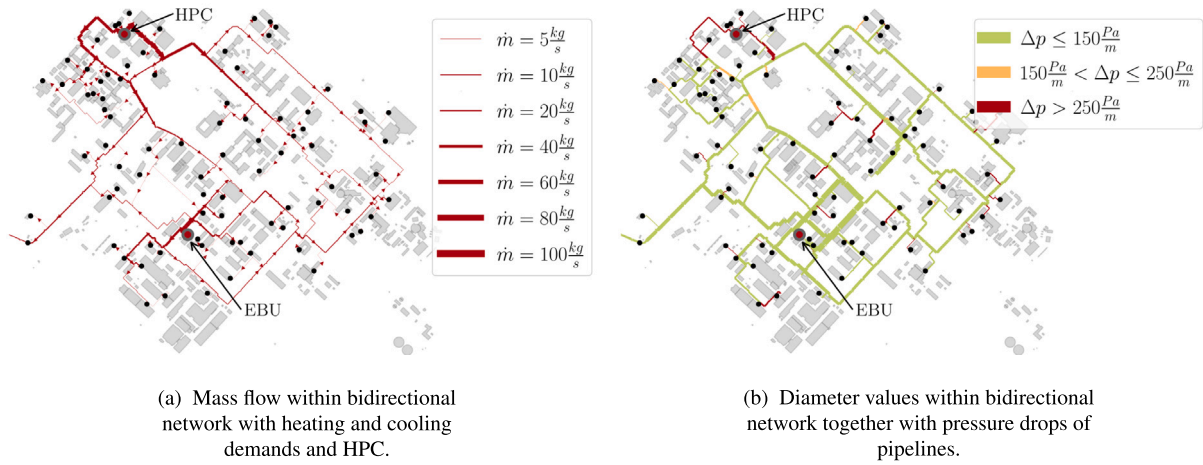 HPC
EBU
ṁ = 5 kg/s
ṁ = 10 kg/s
ṁ = 20 kg/s
ṁ = 40 kg/s
ṁ = 60 kg/s
ṁ = 80 kg/s
ṁ = 100 kg/s
(a) Mass flow within bidirectional
network with heating and cooling
demands and HPC.
HPC
EBU
Δp ≤ 150 Pa/m
150 Pa/m < Δp ≤ 250 Pa/m
Δp > 250 Pa/m
(b) Diameter values within bidirectional
network together with pressure drops of
pipelines.